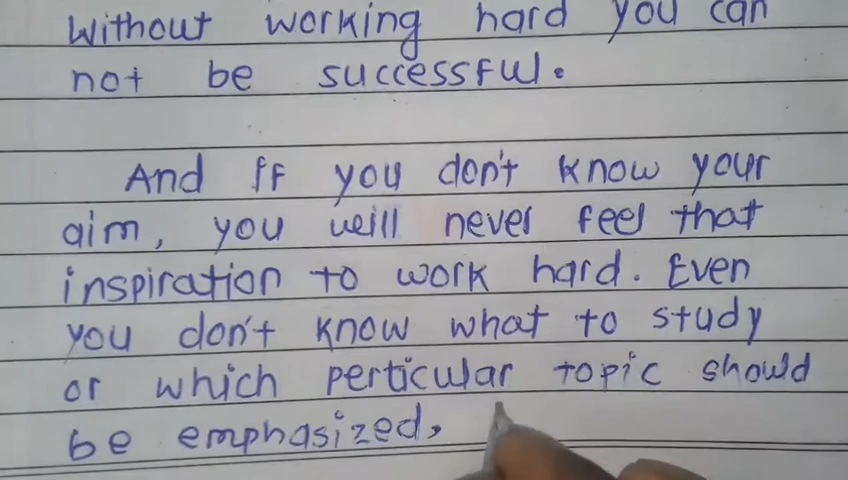 Without working hard you can
not be successful.
And if you don't know your
aim, you will never feel that
inspiration to work hard. Even
you don't know what to study
or which perticular topic should
be emphasized,